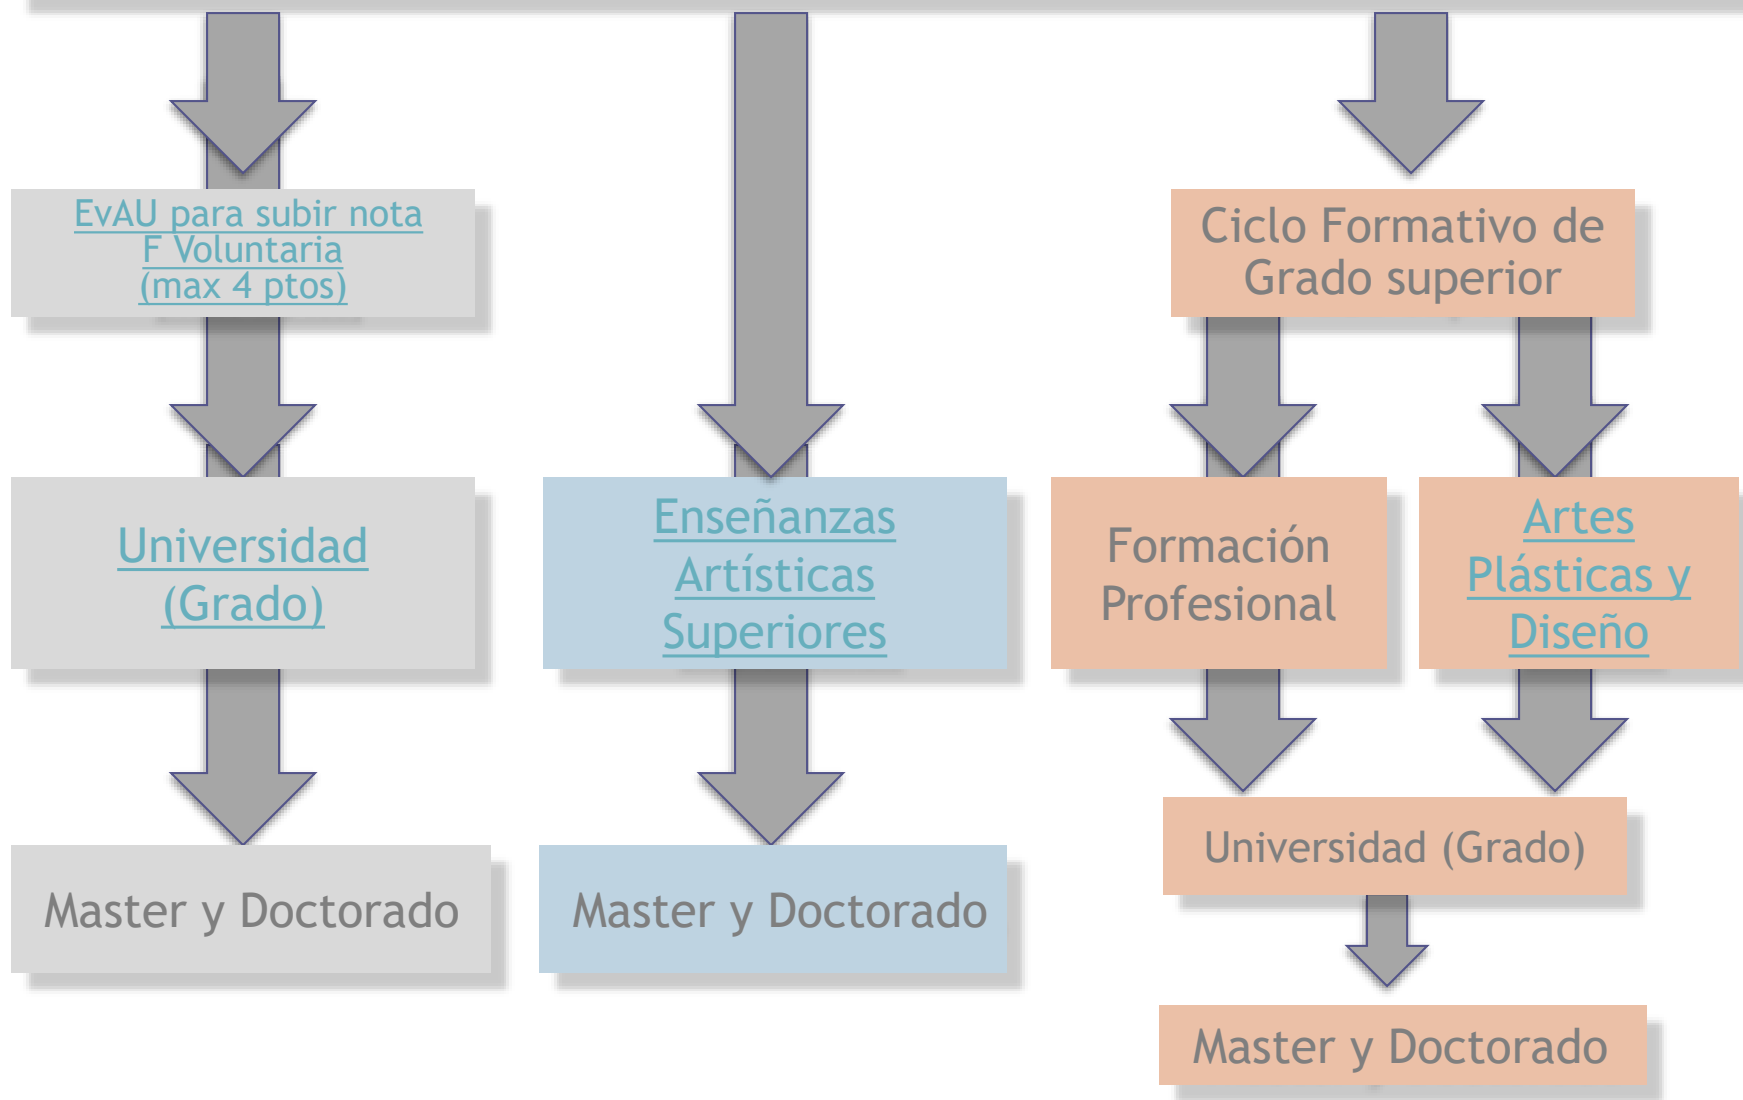 EvAU para subir nota
F Voluntaria
(max 4 ptos)
Ciclo Formativo de
Grado superior
Universidad
(Grado)
Enseñanzas
Artísticas
Superiores
Formación
Profesional
Artes
Plásticas y
Diseño
Universidad (Grado)
Master y Doctorado
Master y Doctorado
Master y Doctorado